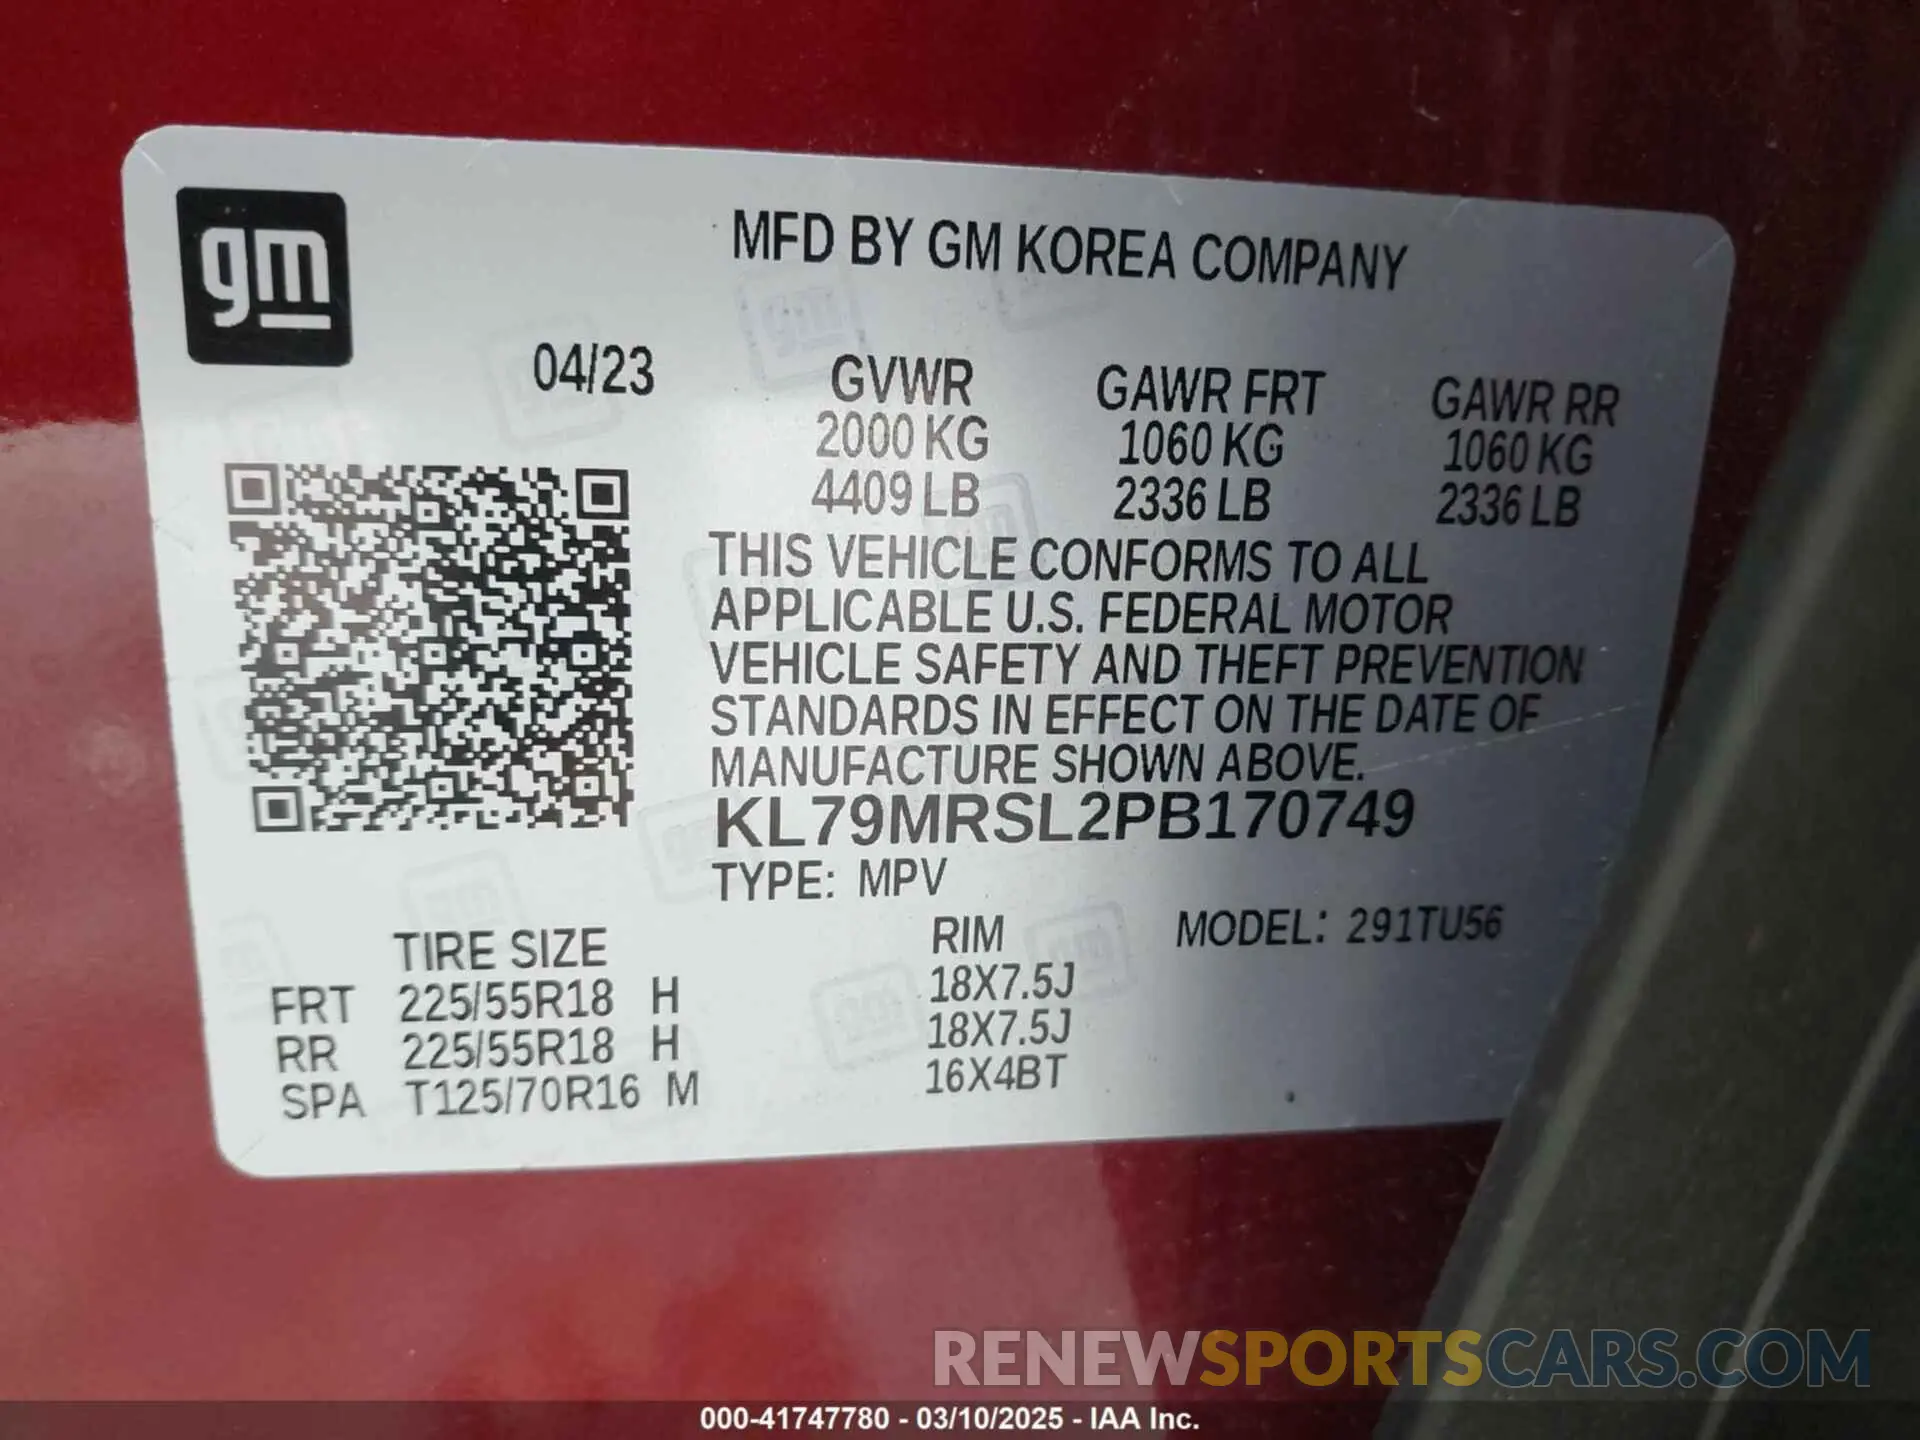 gm
MFD BY GM KOREA COMPANY
04/23
GVWR GAWR FRT GAWR RR
2000 KG 1060 KG 1060 KG
4409 LB 2336 LB 2336 LB
THIS VEHICLE CONFORMS TO ALL
APPLICABLE U.S. FEDERAL MOTOR
VEHICLE SAFETY AND THEFT PREVENTION
STANDARDS IN EFFECT ON THE DATE OF
MANUFACTURE SHOWN ABOVE.
KL79MRSL2PB170749
TYPE: MPV
TIRE SIZE RIM MODEL: 291TU56
FRT 225/55R18 H 18X7.5J
RR 225/55R18 H 18X7.5J
SPA T125/70R16 M 16X4BT
RENEWSPORTSCARS.COM
000-41747780 - 03/10/2025 - IAA Inc.